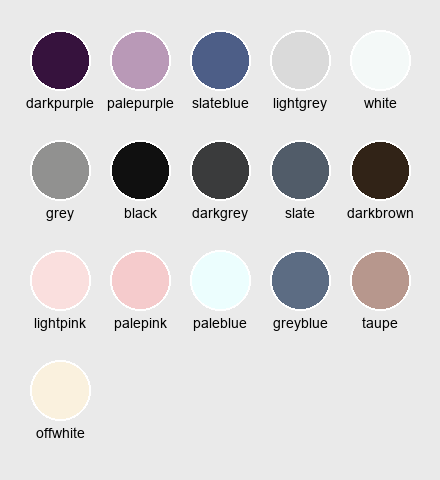 darkpurple palepurple slateblue lightgrey white
grey black darkgrey slate darkbrown
lightpink palepink paleblue greyblue taupe
offwhite